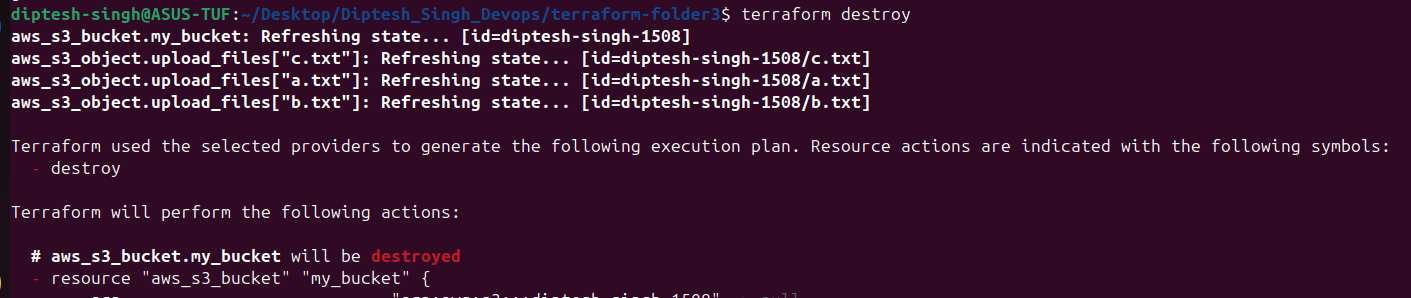 diptesh-singh@ASUS-TUF:~/Desktop/Diptesh_Singh_Devops/terraform-folder3$ terraform destroy
aws_s3_bucket.my_bucket: Refreshing state... [id=diptesh-singh-1508]
aws_s3_object.upload_files["c.txt"]: Refreshing state... [id=diptesh-singh-1508/c.txt]
aws_s3_object.upload_files["a.txt"]: Refreshing state... [id=diptesh-singh-1508/a.txt]
aws_s3_object.upload_files["b.txt"]: Refreshing state... [id=diptesh-singh-1508/b.txt]
Terraform used the selected providers to generate the following execution plan. Resource actions are indicated with the following symbols:
- destroy
Terraform will perform the following actions:
# aws_s3_bucket.my_bucket will be destroyed
- resource "aws_s3_bucket" "my_bucket" {